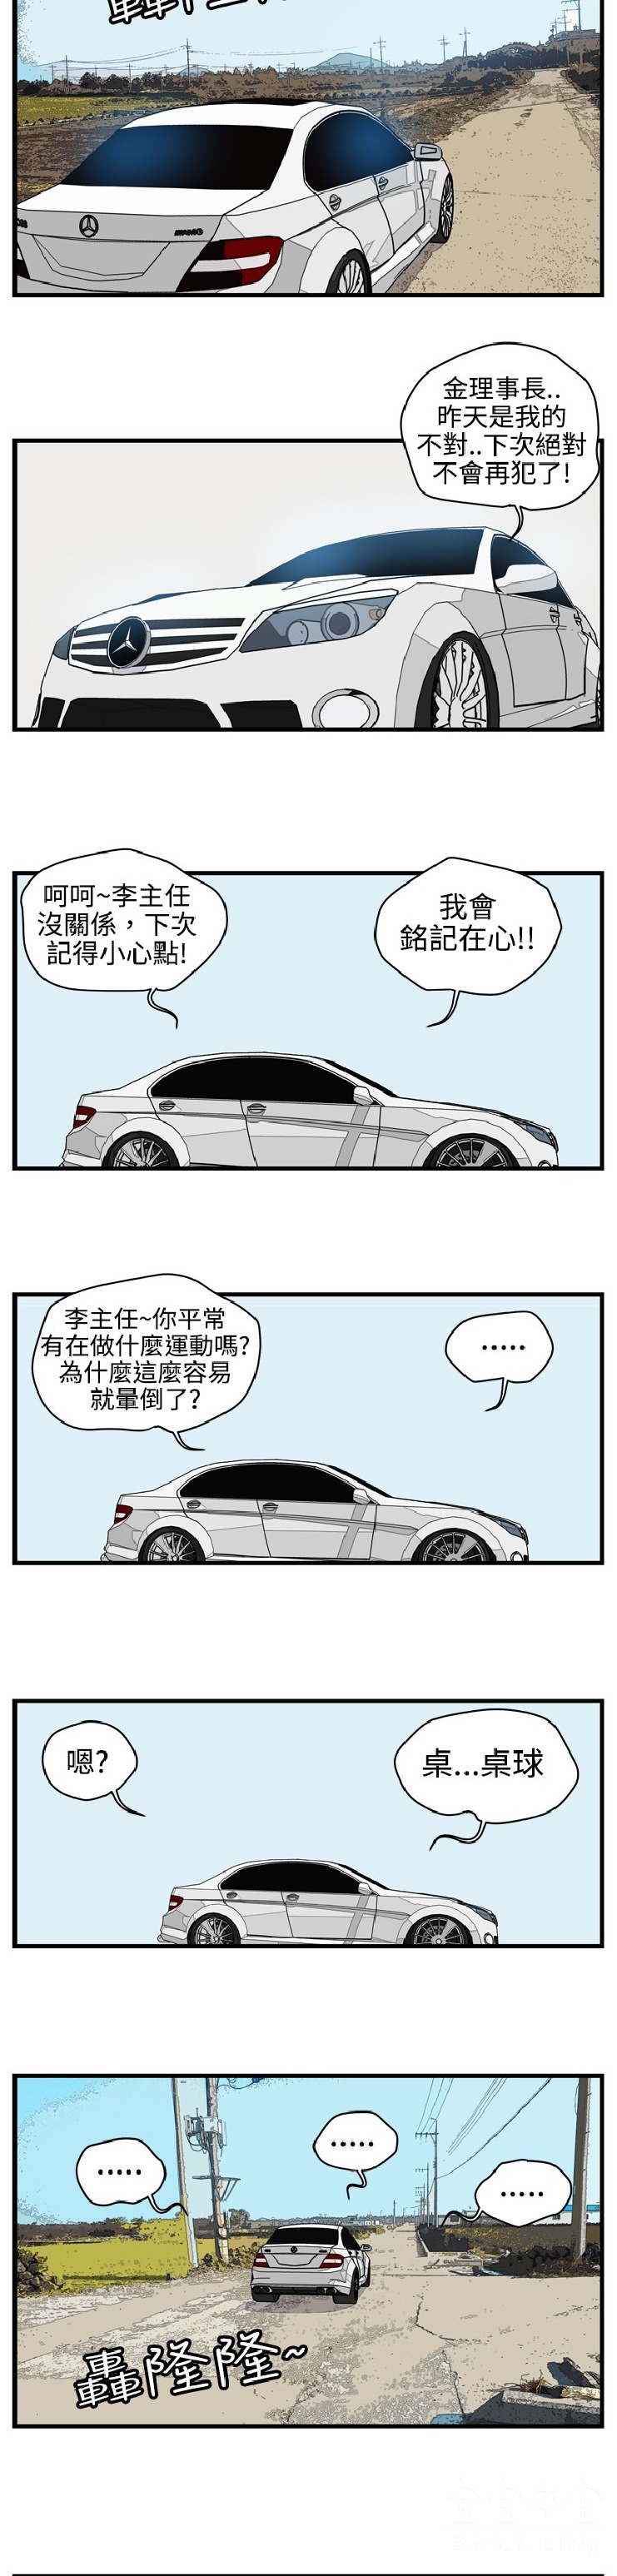 轟隆隆
金理事長..
昨天是我的
不對..下次絕對
不會再犯了!
呵呵~李主任
沒關係，下次
記得小心點!
我會
銘記在心!!
李主任~你平常
有在做什麼運動嗎?
為什麼這麼容易
就暈倒了?
.....
嗯?
桌...桌球
.....
.....
.....
轟隆隆~